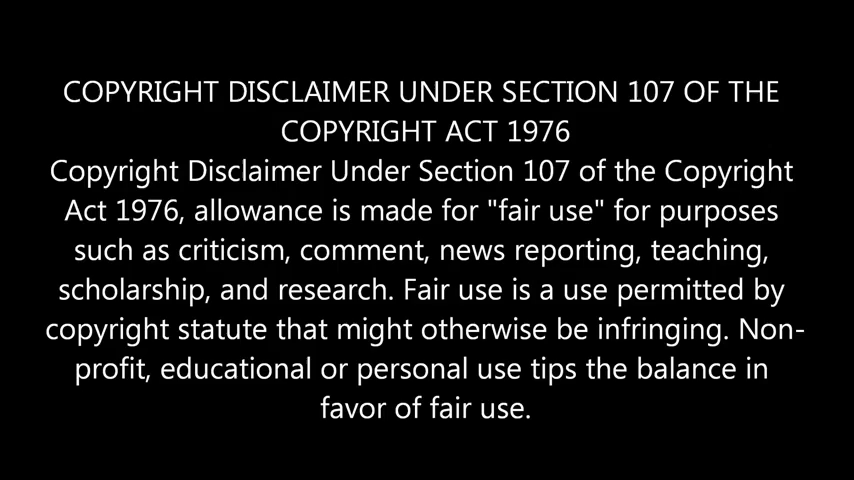 COPYRIGHT DISCLAIMER UNDER SECTION 107 OF THE
COPYRIGHT ACT 1976
Copyright Disclaimer Under Section 107 of the Copyright
Act 1976, allowance is made for "fair use" for purposes
such as criticism, comment, news reporting, teaching,
scholarship, and research. Fair use is a use permitted by
copyright statute that might otherwise be infringing. Non-
profit, educational or personal use tips the balance in
favor of fair use.